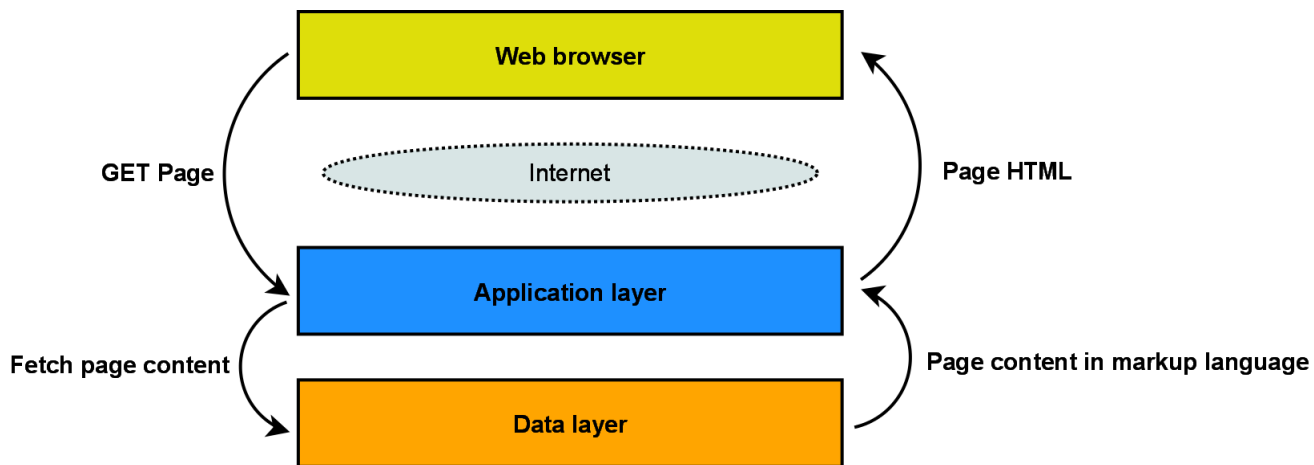 Web browser
GET Page
Internet
Page HTML
Application layer
Fetch page content
Page content in markup language
Data layer